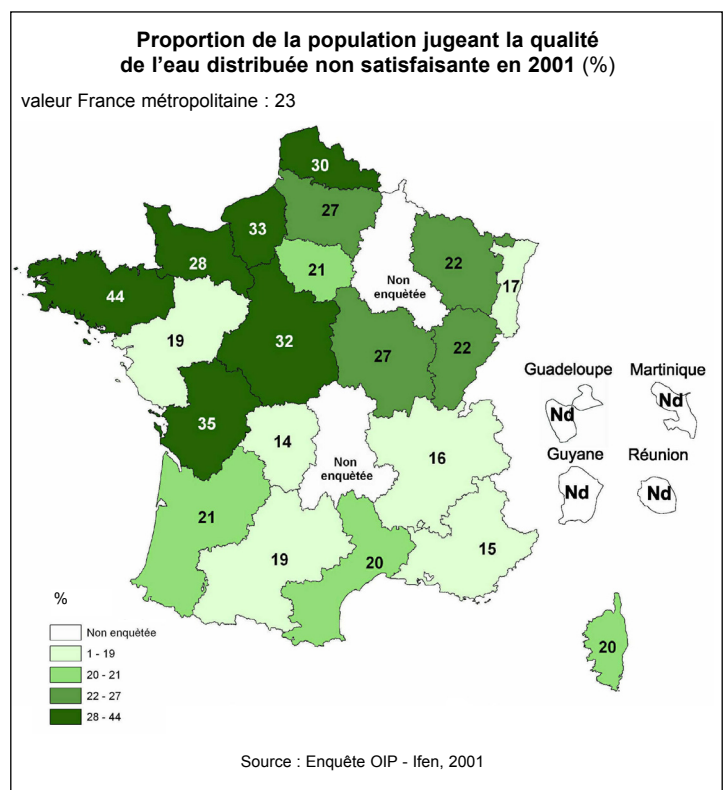 Proportion de la population jugeant la qualité
de l'eau distribuée non satisfaisante en 2001 (%)
valeur France métropolitaine : 23
30
27
33
28
21
Non
enquètée
22
17
44
19
32
27
22
Guadeloupe
Martinique
Nd
Nd
35
14
Non
enquètée
16
Guyane
Réunion
Nd
Nd
21
19
20
15
%
Non enquètée
1 - 19
20 - 21
22 - 27
28 - 44
20
Source : Enquête OIP - Ifen, 2001